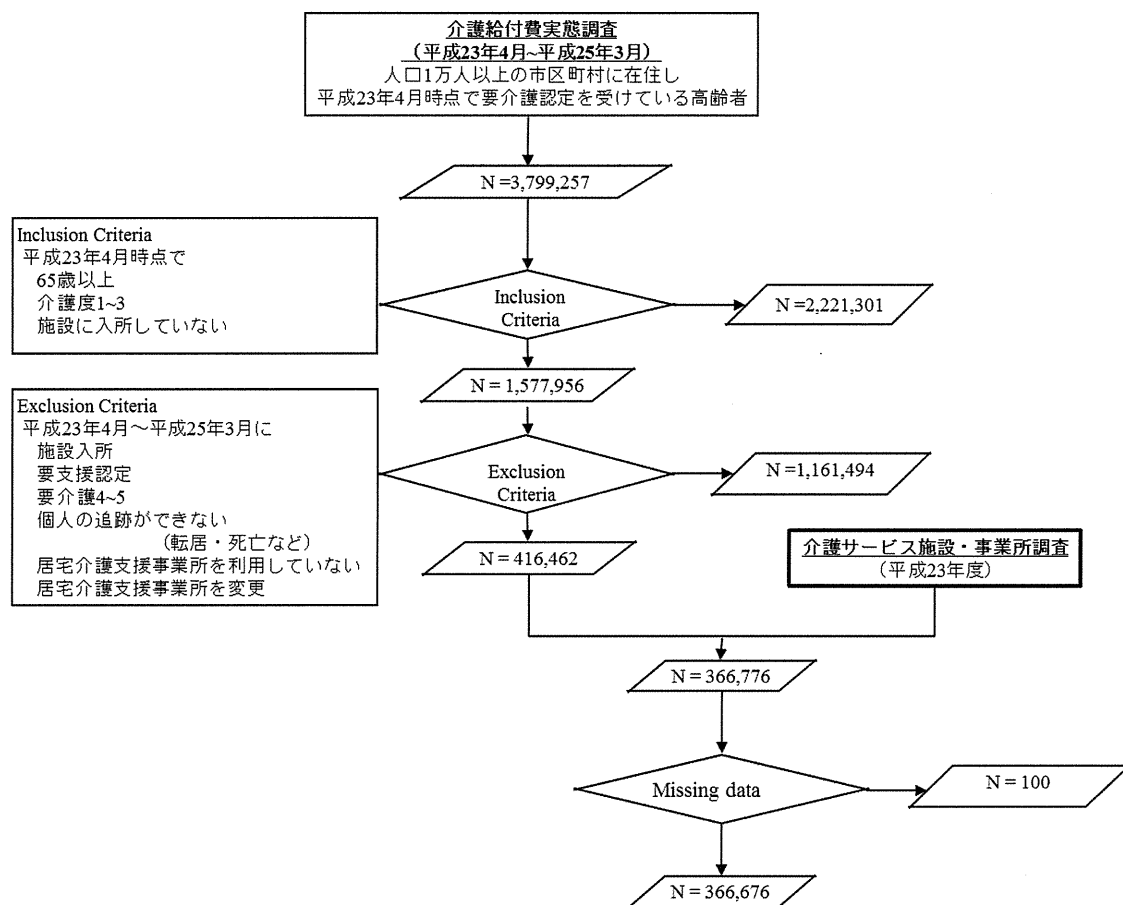 介護給付費実態調査
(平成23年4月~平成25年3月)
人口1万人以上の市区町村に在住し
平成23年4月時点で要介護認定を受けている高齢者
N =3,799,257
Inclusion Criteria
平成23年4月時点で
65歳以上
介護度1~3
施設に入所していない
Inclusion
Criteria
N =2,221,301
N = 1,577,956
Exclusion Criteria
平成23年4月～平成25年3月に
施設入所
要支援認定
要介護4~5
個人の追跡ができない
(転居・死亡など)
居宅介護支援事業所を利用していない
居宅介護支援事業所を変更
Exclusion
Criteria
N=1,161,494
N = 416,462
介護サービス施設・事業所調査
(平成23年度)
N = 366,776
Missing data
N = 100
N = 366,676